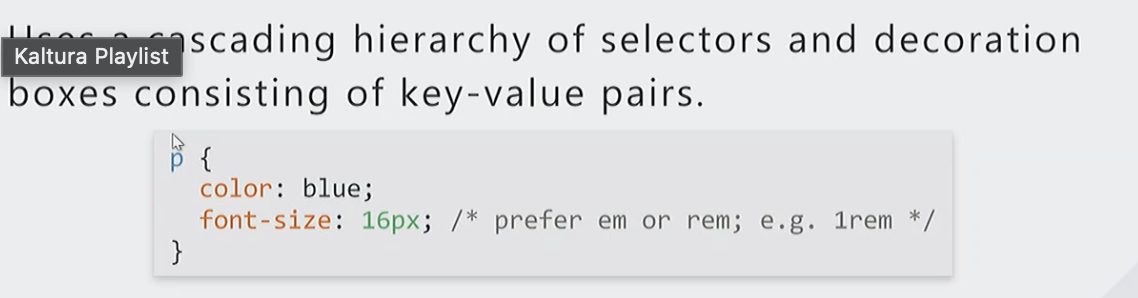 Uses a cascading hierarchy of selectors and decoration
Kaltura Playlist
boxes consisting of key-value pairs.
p {
color: blue;
font-size: 16px; /* prefer em or rem; e.g. 1rem */
}